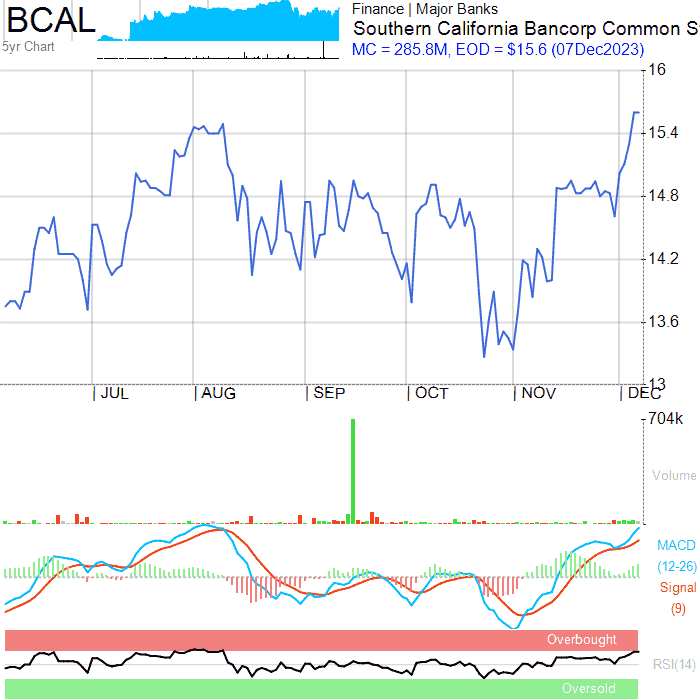 BCAL
5yr Chart
Finance | Major Banks
Southern California Bancorp Common S
MC = 285.8M, EOD = $15.6 (07Dec2023)
16
15.4
14.8
14.2
13.6
13
JUL AUG SEP OCT NOV DEC
704k
Volume
MACD
(12-26)
Signal
(9)
Overbought
RSI(14)
Oversold